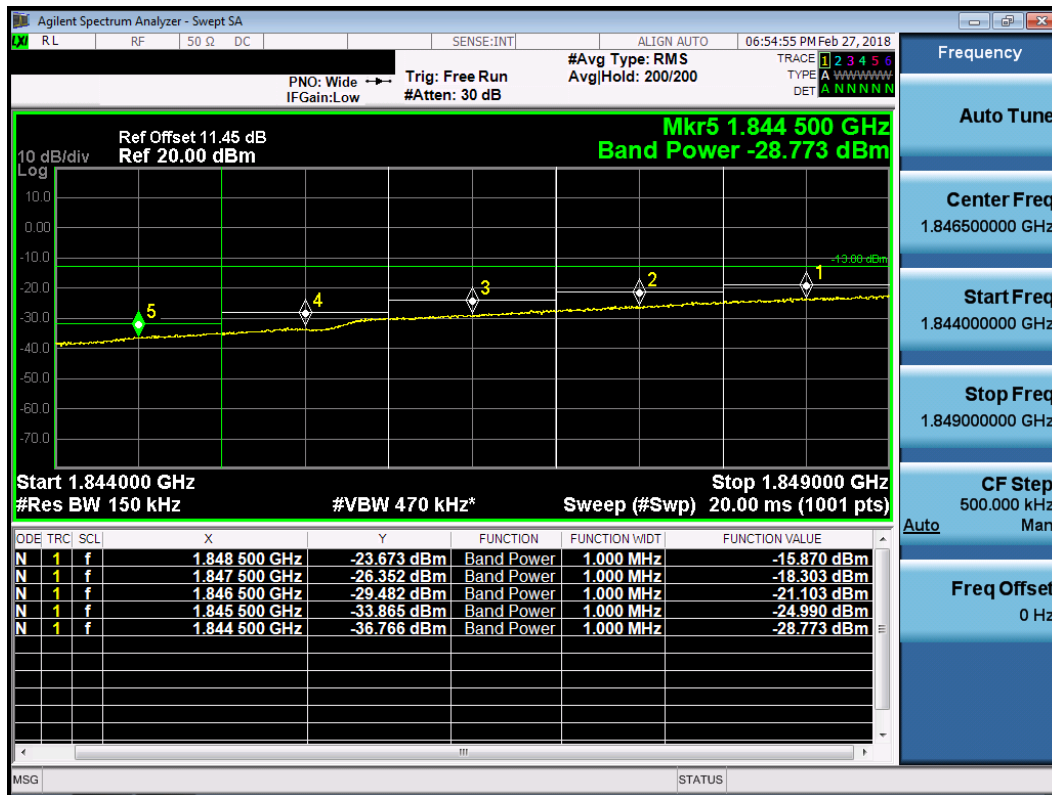 Agilent Spectrum Analyzer - Swept SA
LXI RL RF 50 Ω DC SENSE:INT ALIGN AUTO 06:54:55 PM Feb 27, 2018
PNO: Wide Trig: Free Run #Avg Type: RMS TRACE 1 2 3 4 5 6
IFGain:Low #Atten: 30 dB Avg|Hold: 200/200 TYPE A WWWWW
DET A N N N N N
Mkr5 1.844 500 GHz
Ref Offset 11.45 dB
10 dB/div Ref 20.00 dBm Band Power -28.773 dBm
Log
10.0
0.00
-10.0
-13.00 dBm
-20.0
-30.0
-40.0
-50.0
-60.0
-70.0
5 4 3 2 1
Start 1.844000 GHz Stop 1.849000 GHz
#Res BW 150 kHz #VBW 470 kHz* Sweep (#Swp) 20.00 ms (1001 pts)
ODE TRC SCL X Y FUNCTION FUNCTION WIDT FUNCTION VALUE
N 1 f 1.848 500 GHz -23.673 dBm Band Power 1.000 MHz -15.870 dBm
N 1 f 1.847 500 GHz -26.352 dBm Band Power 1.000 MHz -18.303 dBm
N 1 f 1.846 500 GHz -29.482 dBm Band Power 1.000 MHz -21.103 dBm
N 1 f 1.845 500 GHz -33.865 dBm Band Power 1.000 MHz -24.990 dBm
N 1 f 1.844 500 GHz -36.766 dBm Band Power 1.000 MHz -28.773 dBm
MSG STATUS
Frequency
Auto Tune
Center Freq
1.846500000 GHz
Start Freq
1.844000000 GHz
Stop Freq
1.849000000 GHz
CF Step
500.000 kHz
Auto Man
Freq Offset
0 Hz